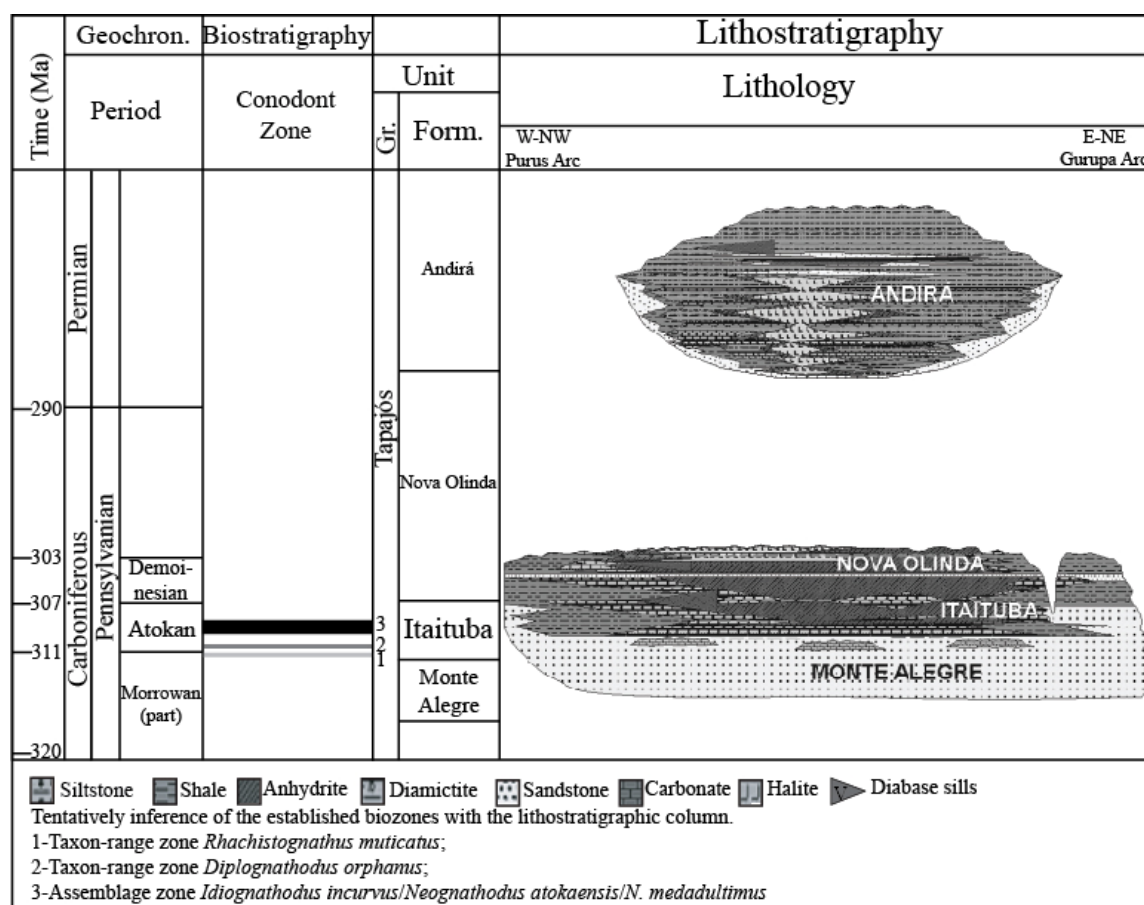 Geochron.
Biostratigraphy
Lithostratigraphy
Time (Ma)
Period
Conodont
Zone
Unit
Gr.
Form.
Lithology
W-NW
Purus Arc
E-NE
Gurupa Arc
Permian
Carboniferous
Pennsylvanian
Demoi-
nesian
Atokan
Morrowan
(part)
290
303
307
311
320
3
2
1
Tapajós
Andirá
Nova Olinda
Itaituba
Monte
Alegre
ANDIRA
NOVA OLINDA
ITAITUBA
MONTE ALEGRE
Siltstone Shale Anhydrite Diamictite Sandstone Carbonate Halite V Diabase sills
Tentatively inference of the established biozones with the lithostratigraphic column.
1-Taxon-range zone Rhachistognathus muticatus;
2-Taxon-range zone Diplognathodus orphamus;
3-Assemblage zone Idiognathodus incurvus/Neognathodus atokaensis/N. medadultimus